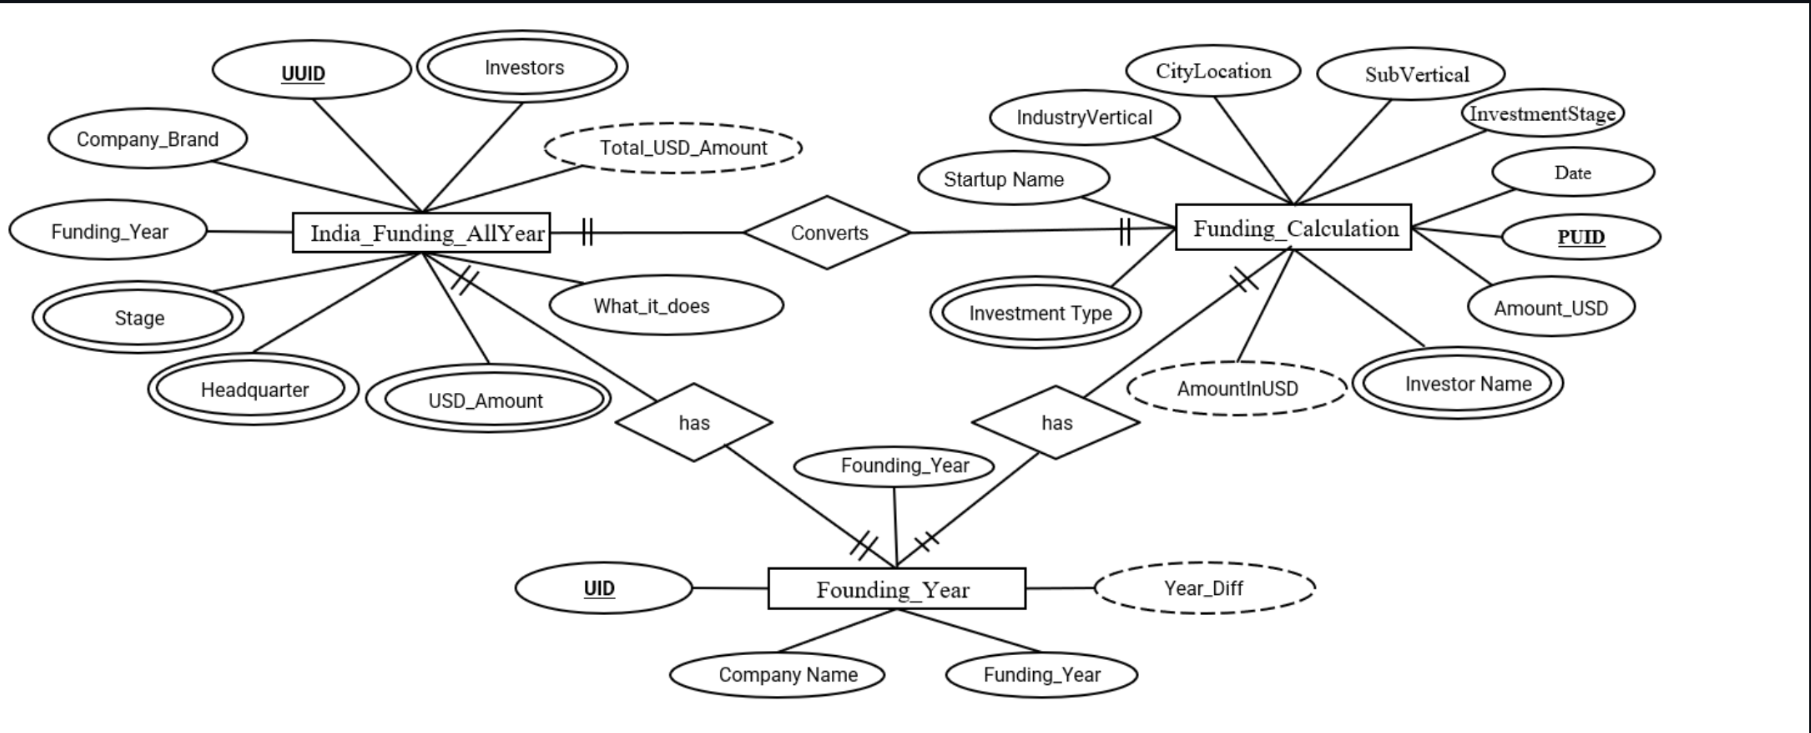 UUID
Investors
Company_Brand
Total_USD_Amount
Funding_Year
India_Funding_AllYear
Stage
Headquarter
USD_Amount
What_it_does
Converts
CityLocation
SubVertical
IndustryVertical
InvestmentStage
Startup Name
Date
Funding_Calculation
PUID
Investment Type
Amount_USD
AmountInUSD
Investor Name
has
has
Founding_Year
UID
Founding_Year
Year_Diff
Company Name
Funding_Year